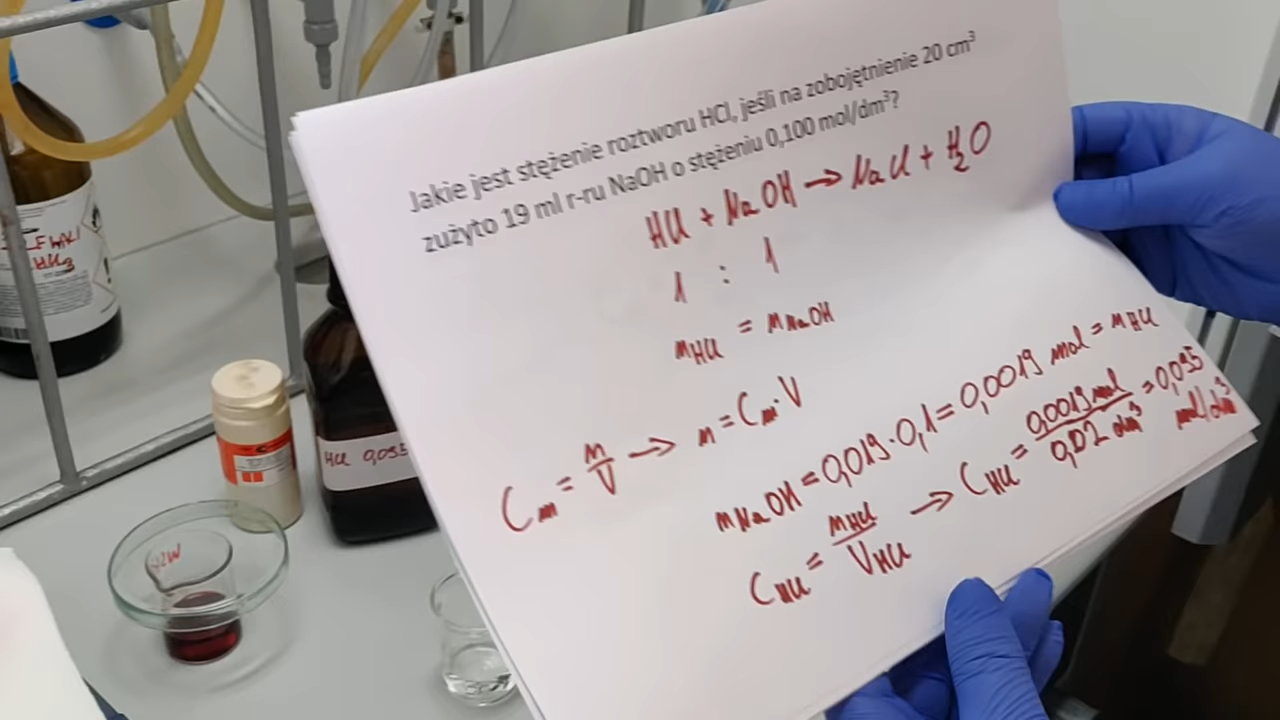 Jakie jest stężenie roztworu HCl, jeśli na zobojętnienie 20 cm³
zużyto 19 ml r-ru NaOH o stężeniu 0,100 mol/dm³?
HCl + NaOH → NaCl + H₂O
1 : 1
nHCl = nNaOH
Cm = n/V → n = Cm · V
nNaOH = 0,019 · 0,1 = 0,0019 mol = nHCl
CHCl = nHCl/VHCl → CHCl = 0,0019 mol/0,02 dm³ = 0,095 mol/dm³
HCl 0,095